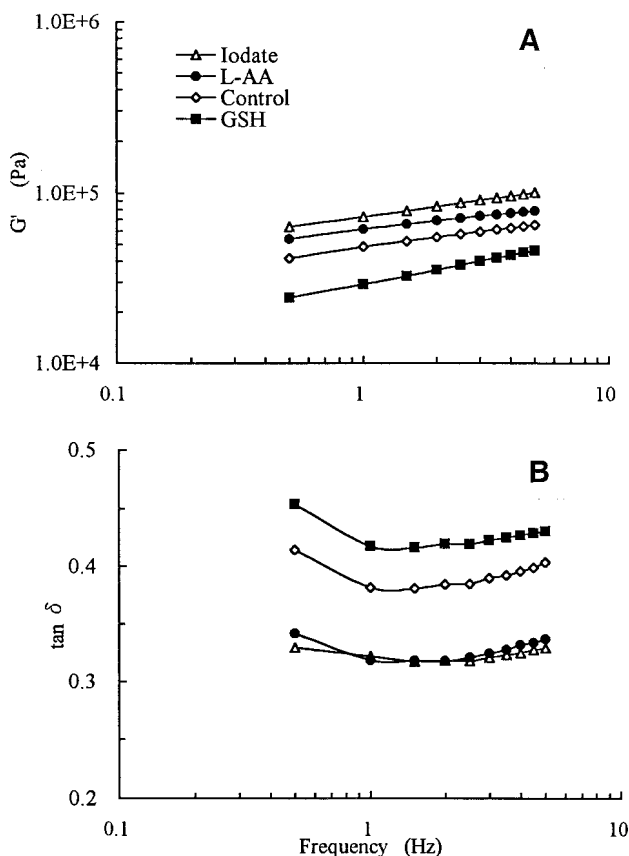 1.0E+6
A
Iodate
L-AA
Control
GSH
G' (Pa)
1.0E+5
1.0E+4
0.1
1
10
0.5
B
0.4
tan δ
0.3
0.2
0.1
1
10
Frequency (Hz)